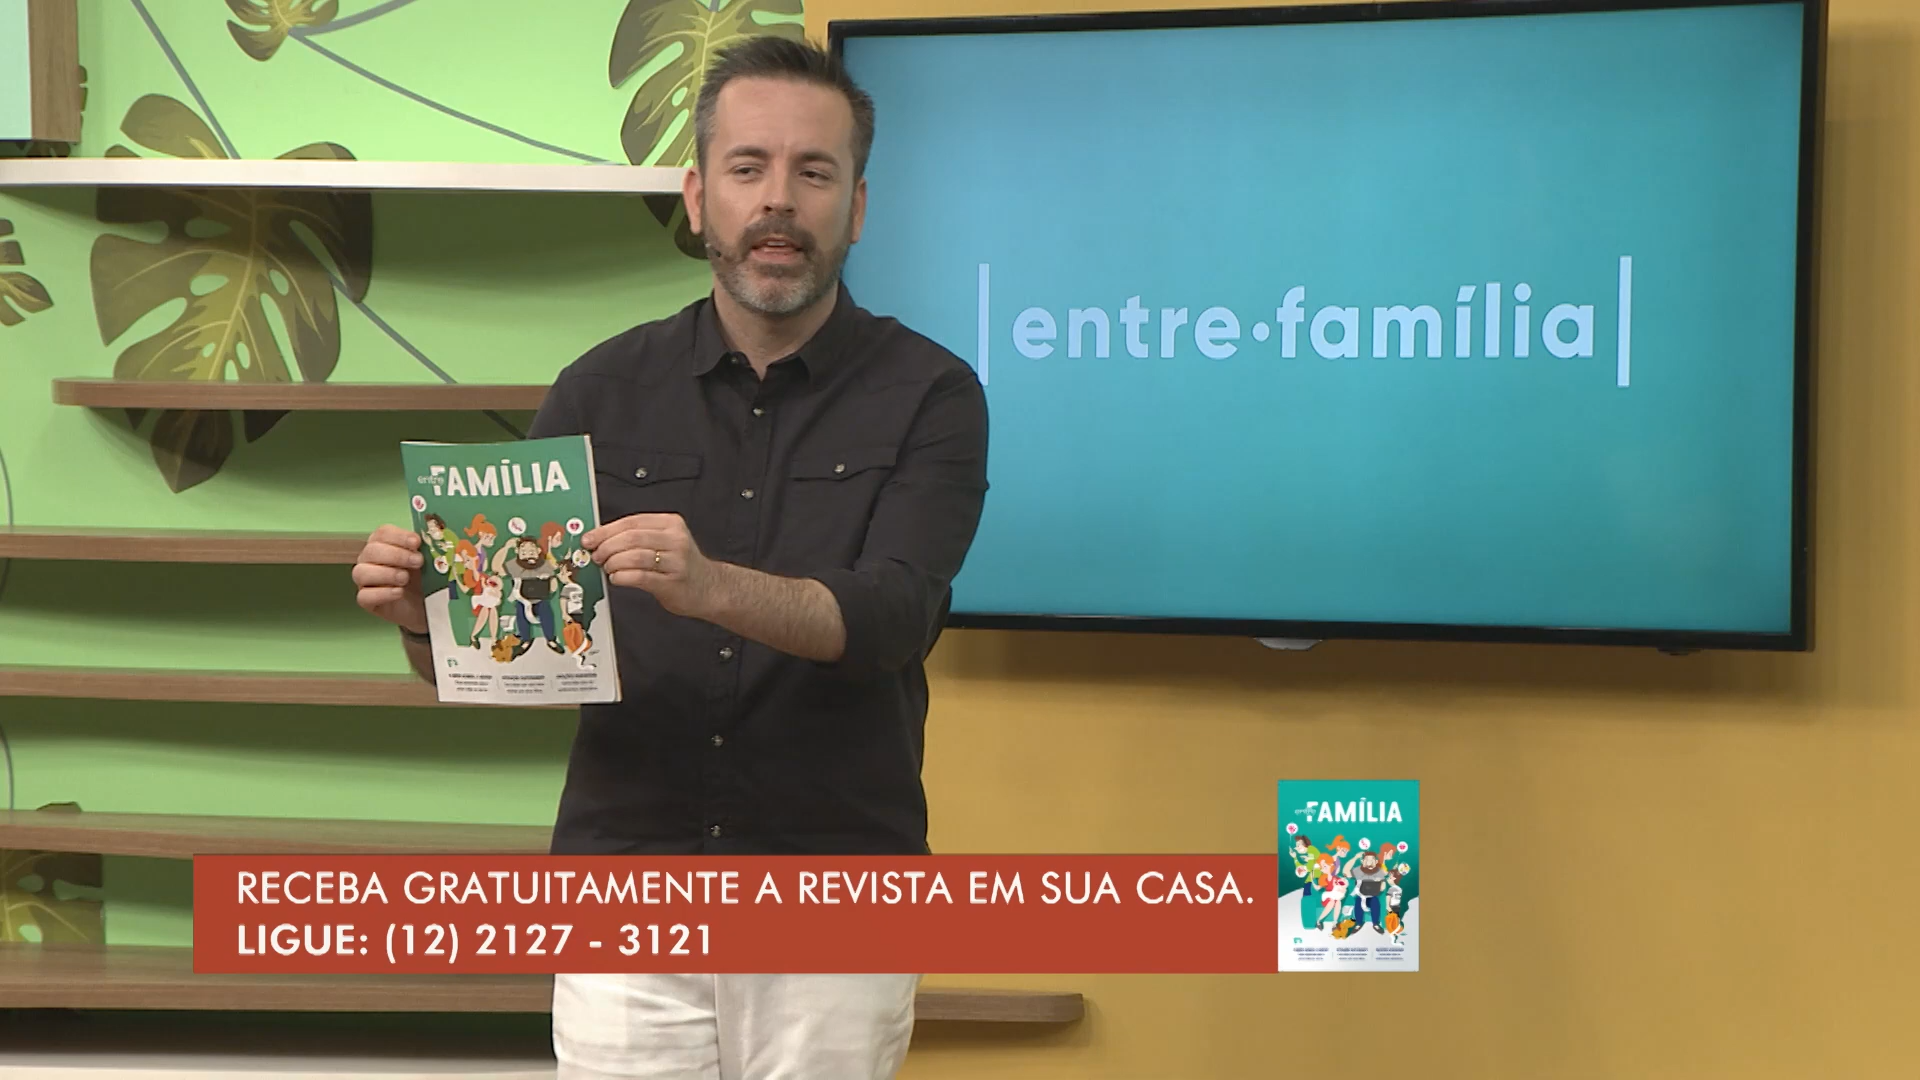 |entre•família|
entre
FAMÍLIA
entre
FAMÍLIA
RECEBA GRATUITAMENTE A REVISTA EM SUA CASA.
LIGUE: (12) 2127 - 3121